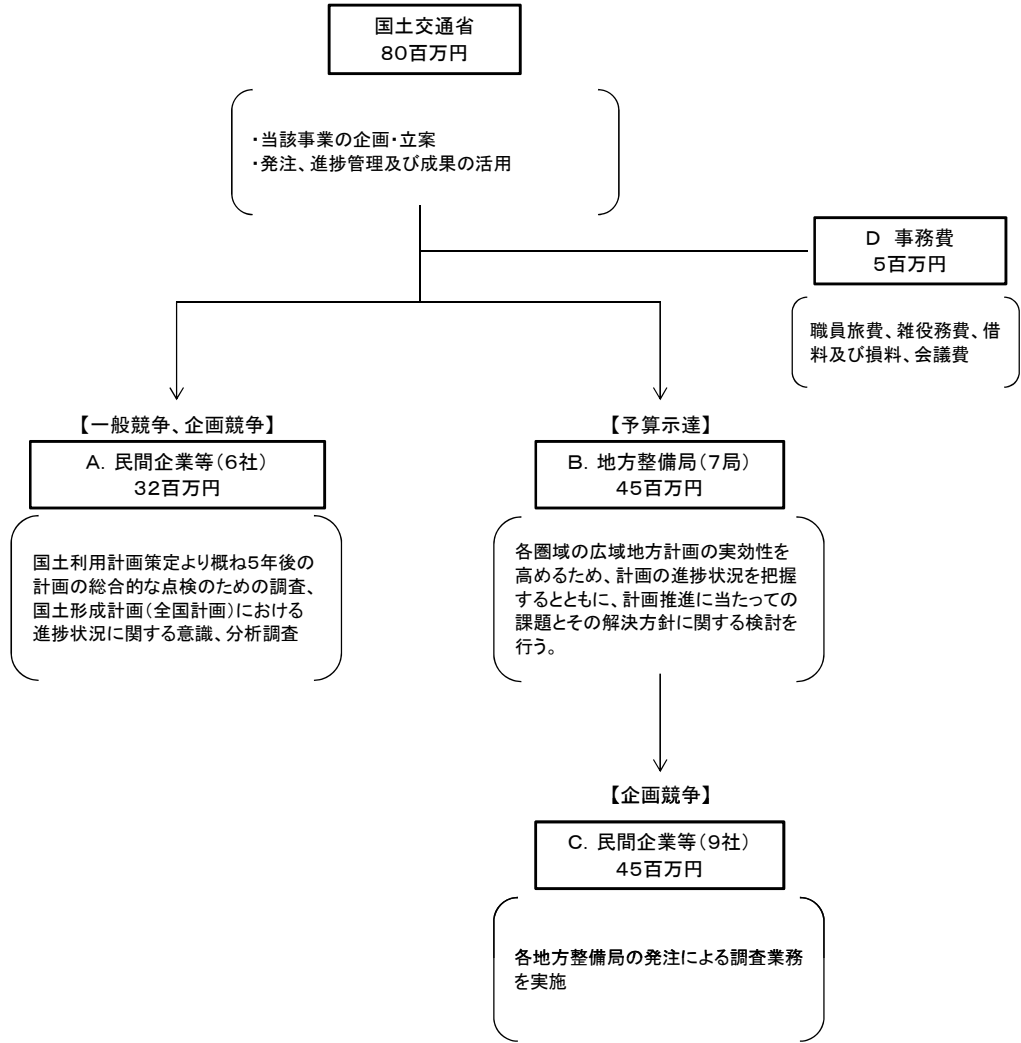 国土交通省
80百万円
・当該事業の企画・立案
・発注、進捗管理及び成果の活用
D 事務費
5百万円
職員旅費、雑役務費、借
料及び損料、会議費
【一般競争、企画競争】
A. 民間企業等(6社)
32百万円
国土利用計画策定より概ね5年後の
計画の総合的な点検のための調査、
国土形成計画(全国計画)における
進捗状況に関する意識、分析調査
【予算示達】
B. 地方整備局(7局)
45百万円
各圏域の広域地方計画の実効性を
高めるため、計画の進捗状況を把握
するとともに、計画推進に当たっての
課題とその解決方針に関する検討を
行う。
【企画競争】
C. 民間企業等(9社)
45百万円
各地方整備局の発注による調査業務
を実施